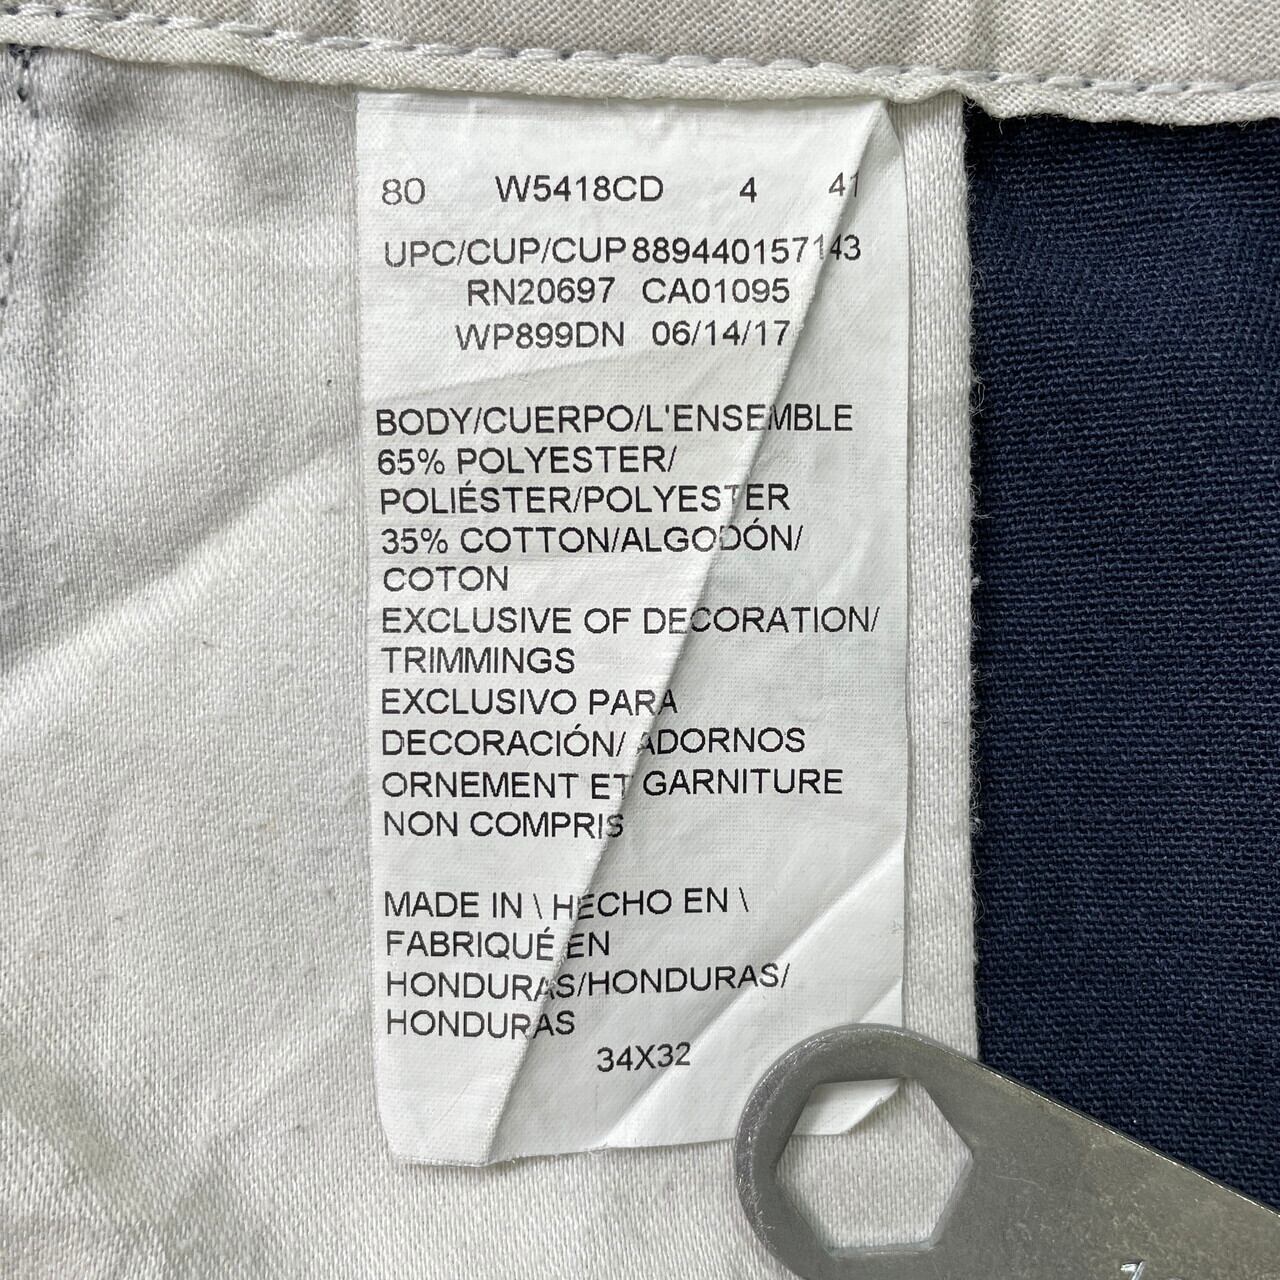 80 W5418CD 4 41
UPC/CUP/CUP889440157143
RN20697 CA01095
WP899DN 06/14/17
BODY/CUERPO/L'ENSEMBLE
65% POLYESTER/
POLIÉSTER/POLYESTER
35% COTTON/ALGODÓN/
COTON
EXCLUSIVE OF DECORATION/
TRIMMINGS
EXCLUSIVO PARA
DECORACIÓN/ ADORNOS
ORNEMENT ET GARNITURE
NON COMPRIS
MADE IN \ HECHO EN \
FABRIQUÉ EN
HONDURAS/HONDURAS/
HONDURAS
34X32